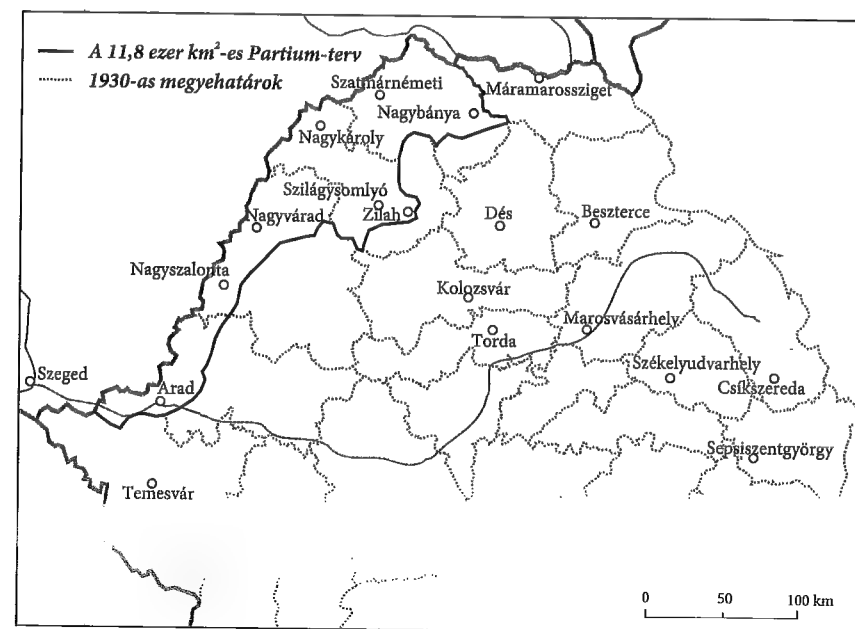 A 11,8 ezer km²-es Partium-terv
1930-as megyehatárok
Szatmárnémeti
Máramarossziget
Nagybánya
Nagykároly
Szilágysomlyó
Zilah
Nagyvárad
Dés
Beszterce
Nagyszalonta
Kolozsvár
Marosvásárhely
Torda
Székelyudvarhely
Szeged
Arad
Csíkszereda
Sepsiszentgyörgy
Temesvár
0 50 100 km